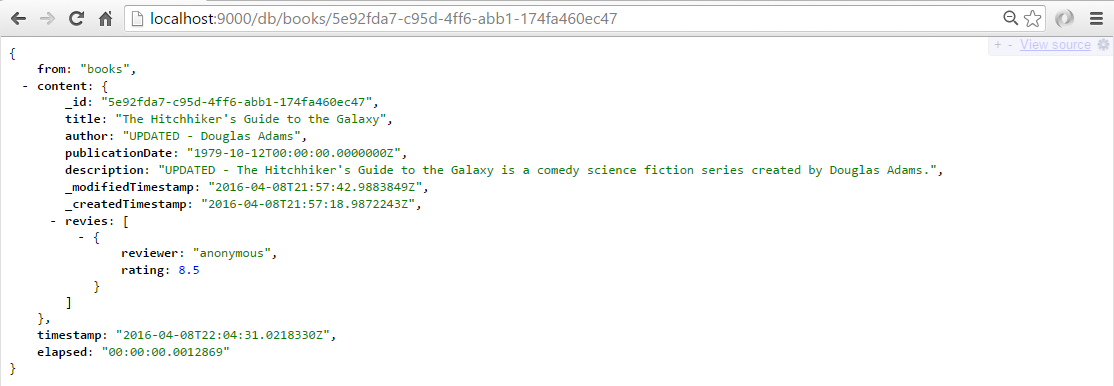 localhost:9000/db/books/5e92fda7-c95d-4ff6-abb1-174fa460ec47
+ - View source
{
from: "books",
- content: {
_id: "5e92fda7-c95d-4ff6-abb1-174fa460ec47",
title: "The Hitchhiker's Guide to the Galaxy",
author: "UPDATED - Douglas Adams",
publicationDate: "1979-10-12T00:00:00.0000000Z",
description: "UPDATED - The Hitchhiker's Guide to the Galaxy is a comedy science fiction series created by Douglas Adams.",
_modifiedTimestamp: "2016-04-08T21:57:42.9883849Z",
_createdTimestamp: "2016-04-08T21:57:18.9872243Z",
- revies: [
- {
reviewer: "anonymous",
rating: 8.5
}
]
},
timestamp: "2016-04-08T22:04:31.0218330Z",
elapsed: "00:00:00.0012869"
}